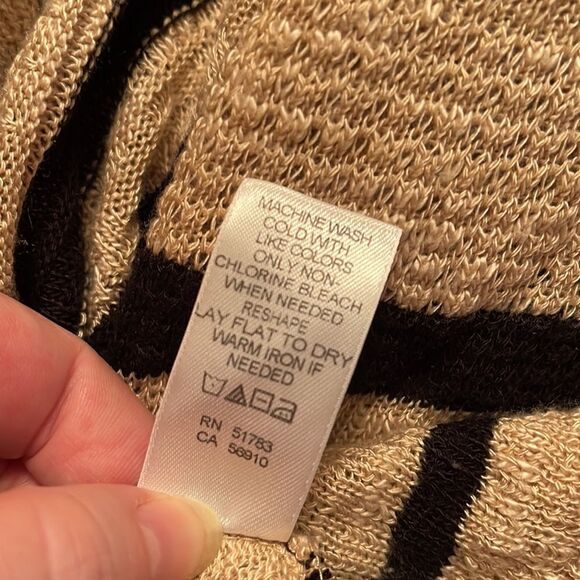 MACHINE WASH
COLD WITH
LIKE COLORS
ONLY NON-
CHLORINE BLEACH
WHEN NEEDED
RESHAPE
LAY FLAT TO DRY
WARM IRON IF
NEEDED
RN 51783
CA 56910